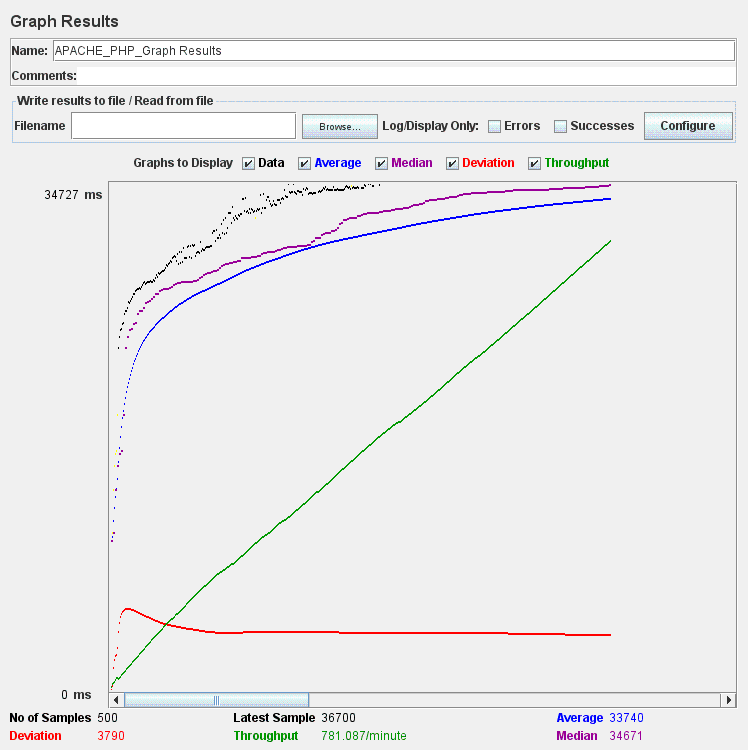 Graph Results
Name: APACHE_PHP_Graph Results
Comments:
Write results to file / Read from file
Filename Browse... Log/Display Only: Errors Successes Configure
Graphs to Display Data Average Median Deviation Throughput
34727 ms
0 ms
No of Samples 500 Latest Sample 36700 Average 33740
Deviation 3790 Throughput 781.087/minute Median 34671